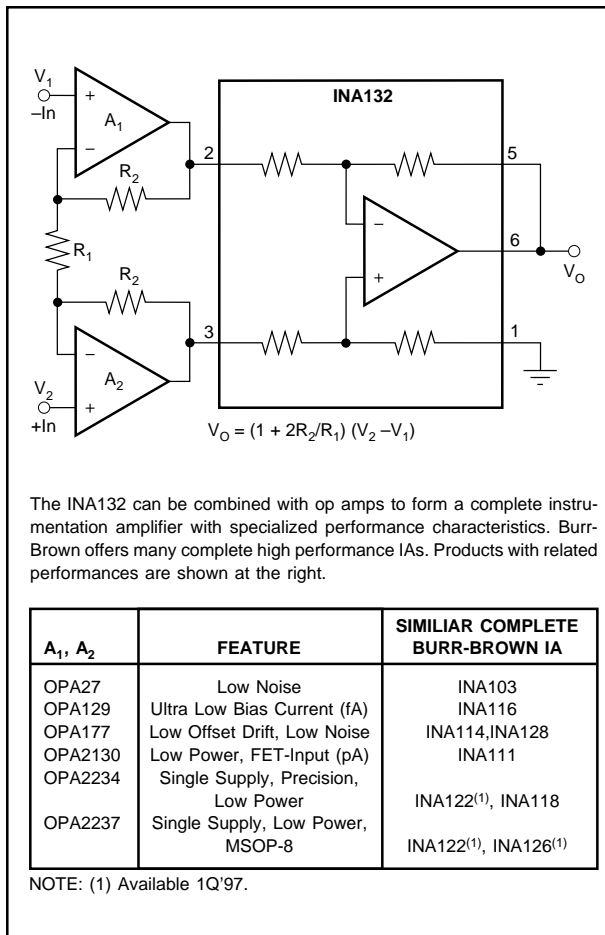 V1
–In
A1
+
–
R2
R1
R2
–
A2
V2
+In
+
INA132
2
5
–
6
+
VO
3
1
VO = (1 + 2R2/R1) (V2 –V1)
The INA132 can be combined with op amps to form a complete instru-
mentation amplifier with specialized performance characteristics. Burr-
Brown offers many complete high performance IAs. Products with related
performances are shown at the right.
SIMILIAR COMPLETE
A1, A2 FEATURE BURR-BROWN IA
OPA27 Low Noise INA103
OPA129 Ultra Low Bias Current (fA) INA116
OPA177 Low Offset Drift, Low Noise INA114,INA128
OPA2130 Low Power, FET-Input (pA) INA111
OPA2234 Single Supply, Precision,
Low Power INA122(1), INA118
OPA2237 Single Supply, Low Power,
MSOP-8 INA122(1), INA126(1)
NOTE: (1) Available 1Q'97.